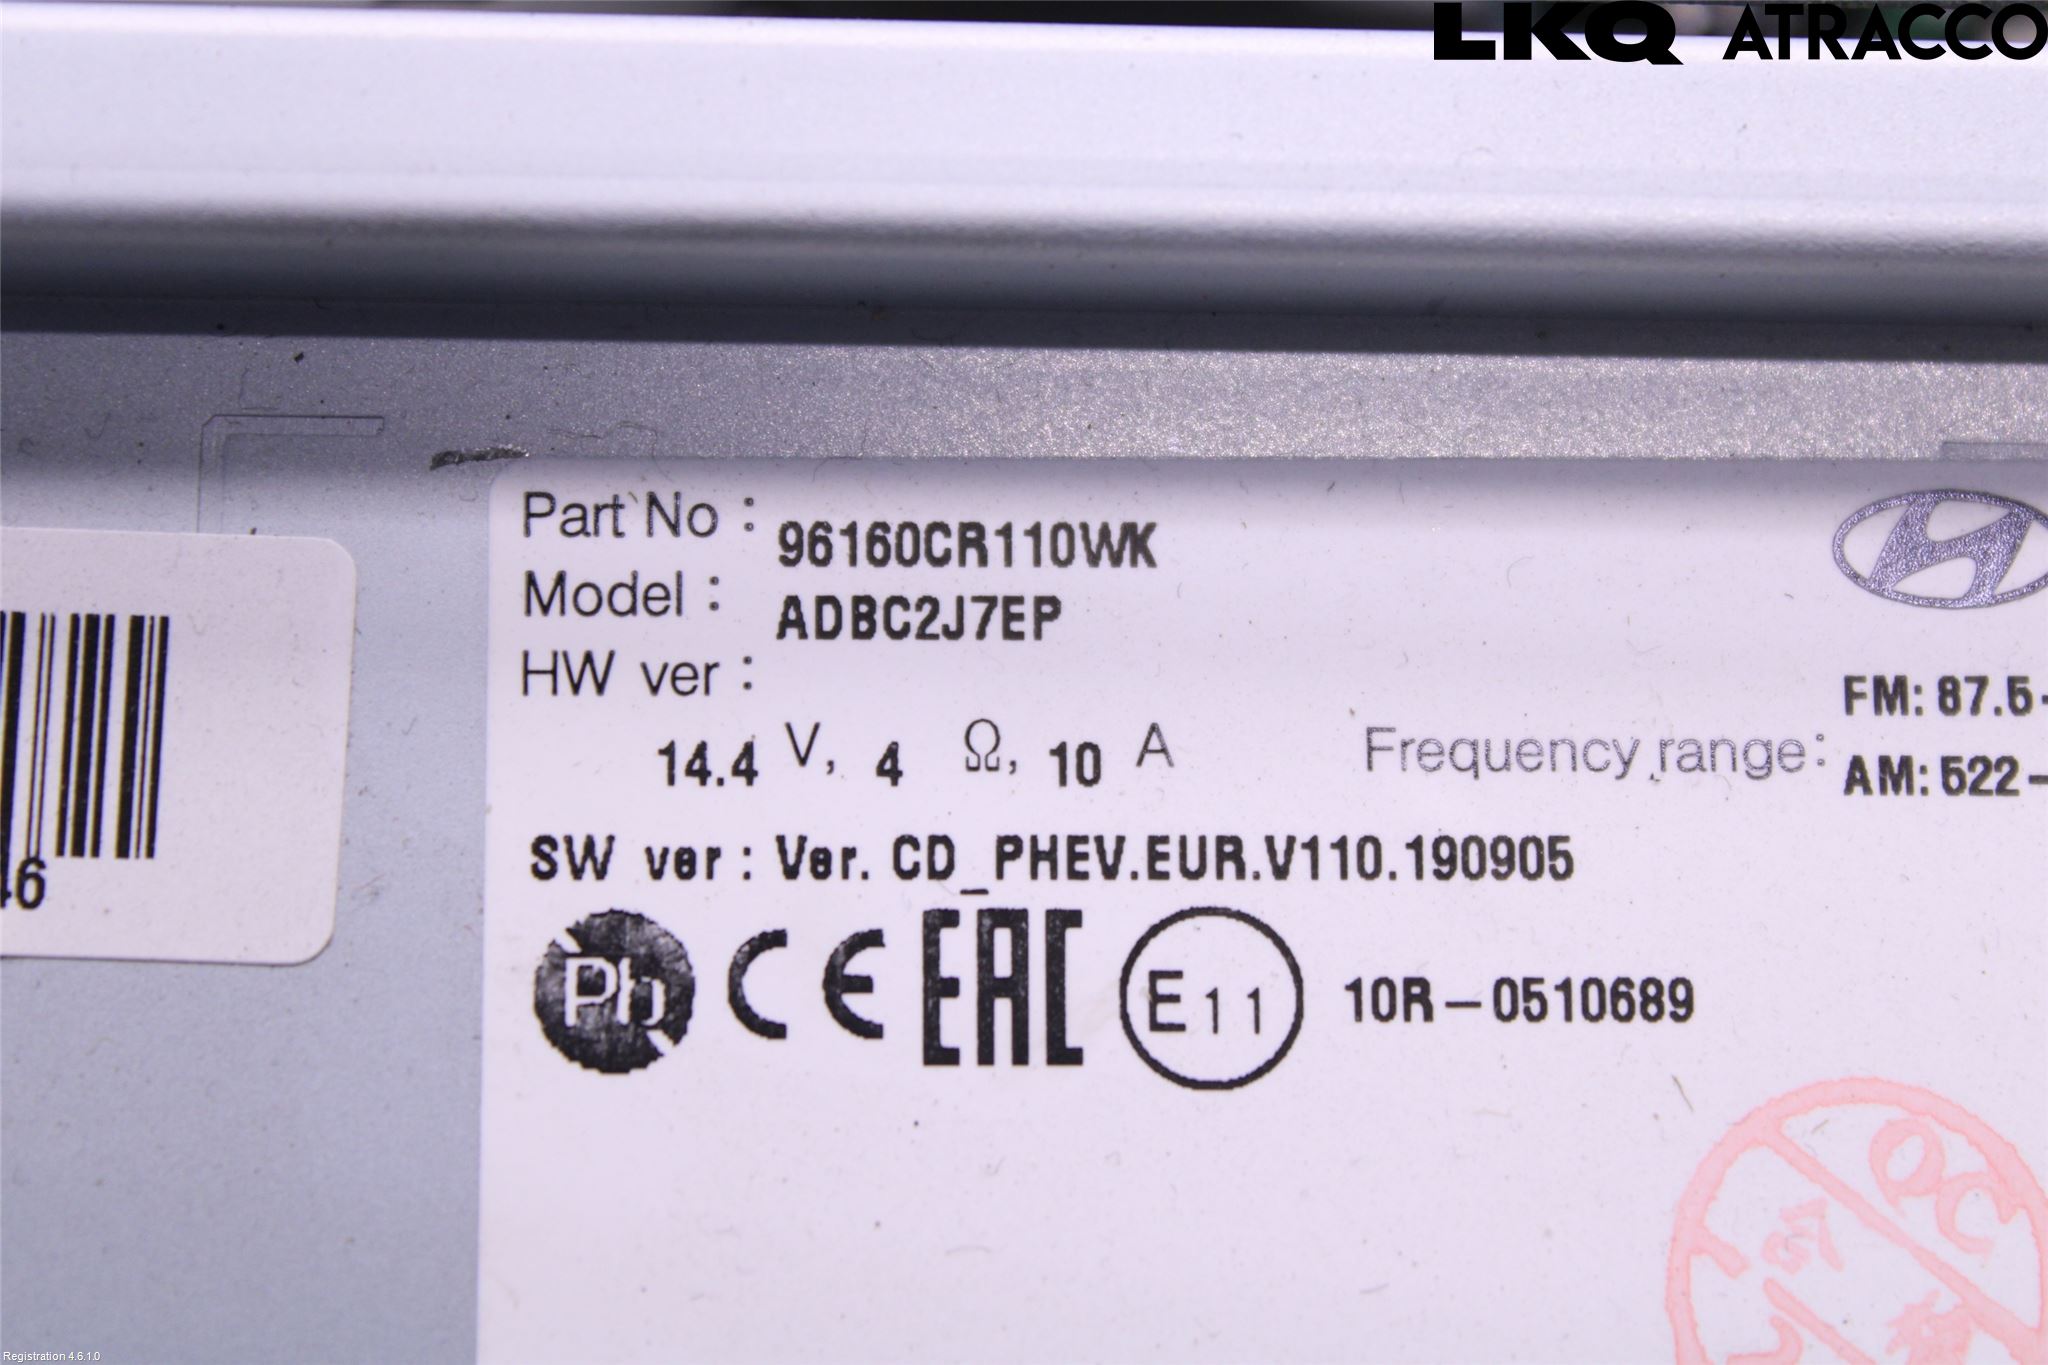 LKQ ATRACCO
Part No : 96160CR110WK
Model : ADBC2J7EP
HW ver :
14.4 V, 4 Ω, 10 A
Frequency range:
FM: 87.5-
AM: 522-
SW ver : Ver. CD_PHEV.EUR.V110.190905
Pb CE EAC E11 10R-0510689
46
QC
Registration 4.6.1.0